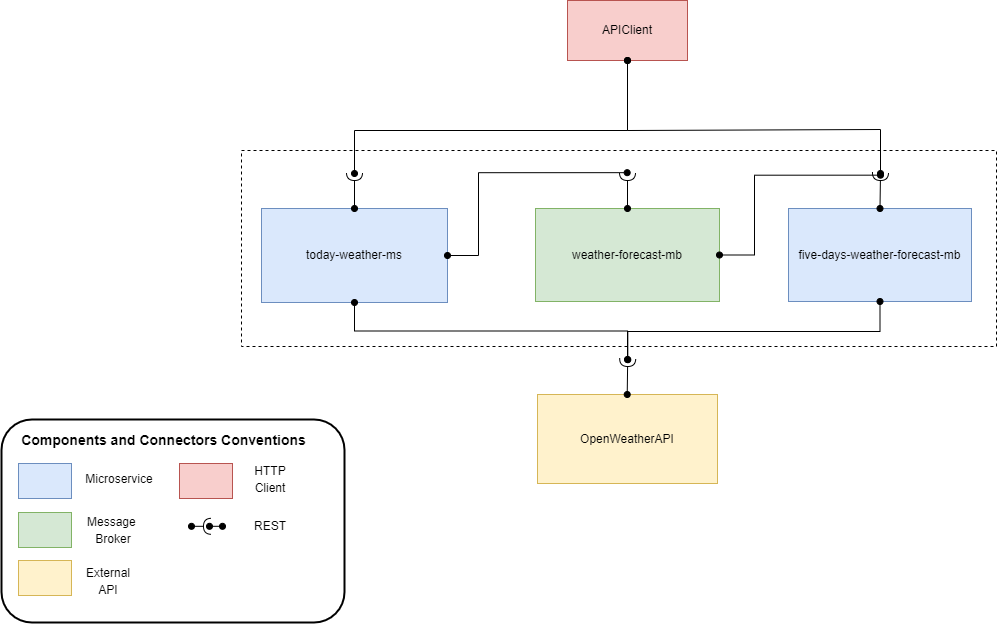 APIClient
today-weather-ms
weather-forecast-mb
five-days-weather-forecast-mb
OpenWeatherAPI
Components and Connectors Conventions
Microservice
HTTP
Client
Message
Broker
REST
External
API